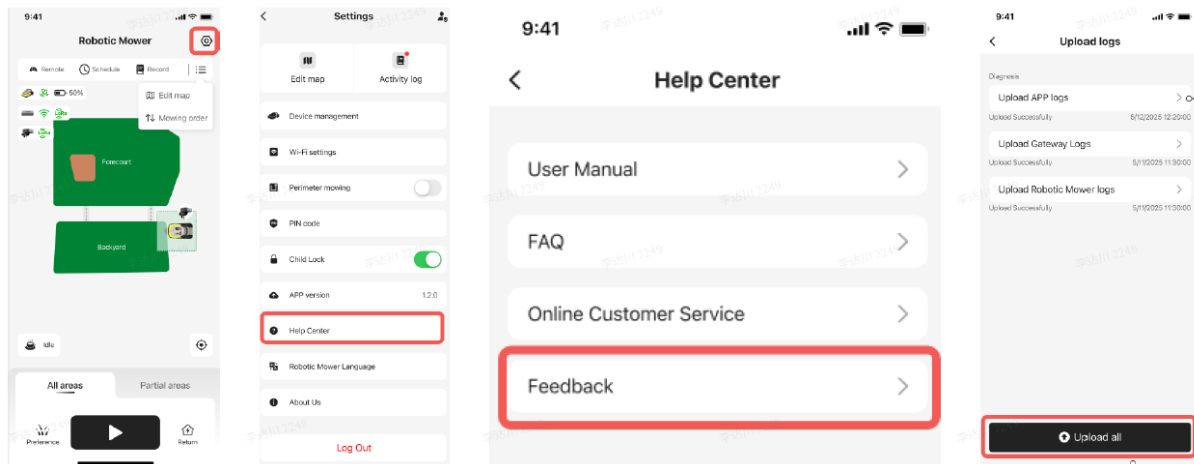 9:41
Robotic Mower
Remote
Schedule
Record
50%
Edit map
Mowing order
Forecourt
Backyard
Idle
All areas
Partial areas
Preference
Return
Settings
Edit map
Activity log
Device management
Wi-Fi settings
Perimeter mowing
PIN code
Child Lock
APP version 1.2.0
Help Center
Robotic Mower Language
About Us
Log Out
9:41
Help Center
User Manual
FAQ
Online Customer Service
Feedback
9:41
Upload logs
Diagnosis
Upload APP logs
Upload Successfully 5/12/2025 12:20:00
Upload Gateway Logs
Upload Successfully 5/11/2025 11:30:00
Upload Robotic Mower logs
Upload Successfully 5/11/2025 11:30:00
Upload all